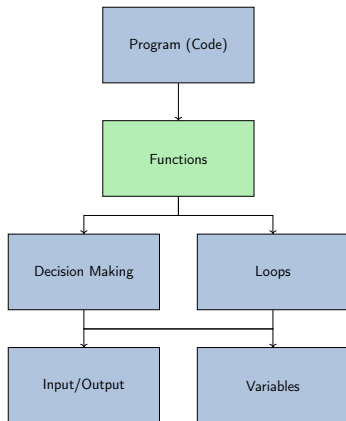 Program (Code)
Functions
Decision Making
Loops
Input/Output
Variables